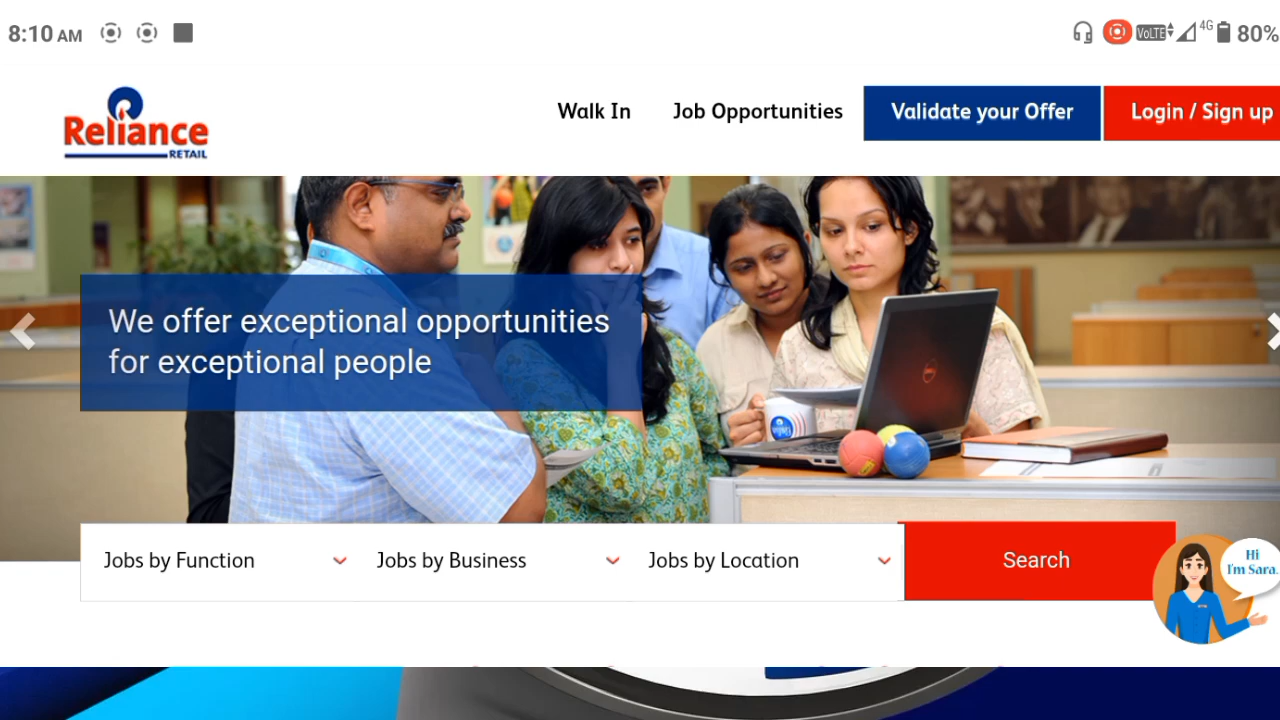 8:10 AM
VoLTE 4G 80%
Reliance
RETAIL
Walk In Job Opportunities Validate your Offer Login / Sign up
We offer exceptional opportunities
for exceptional people
Jobs by Function Jobs by Business Jobs by Location Search
Hi
I'm Sara.